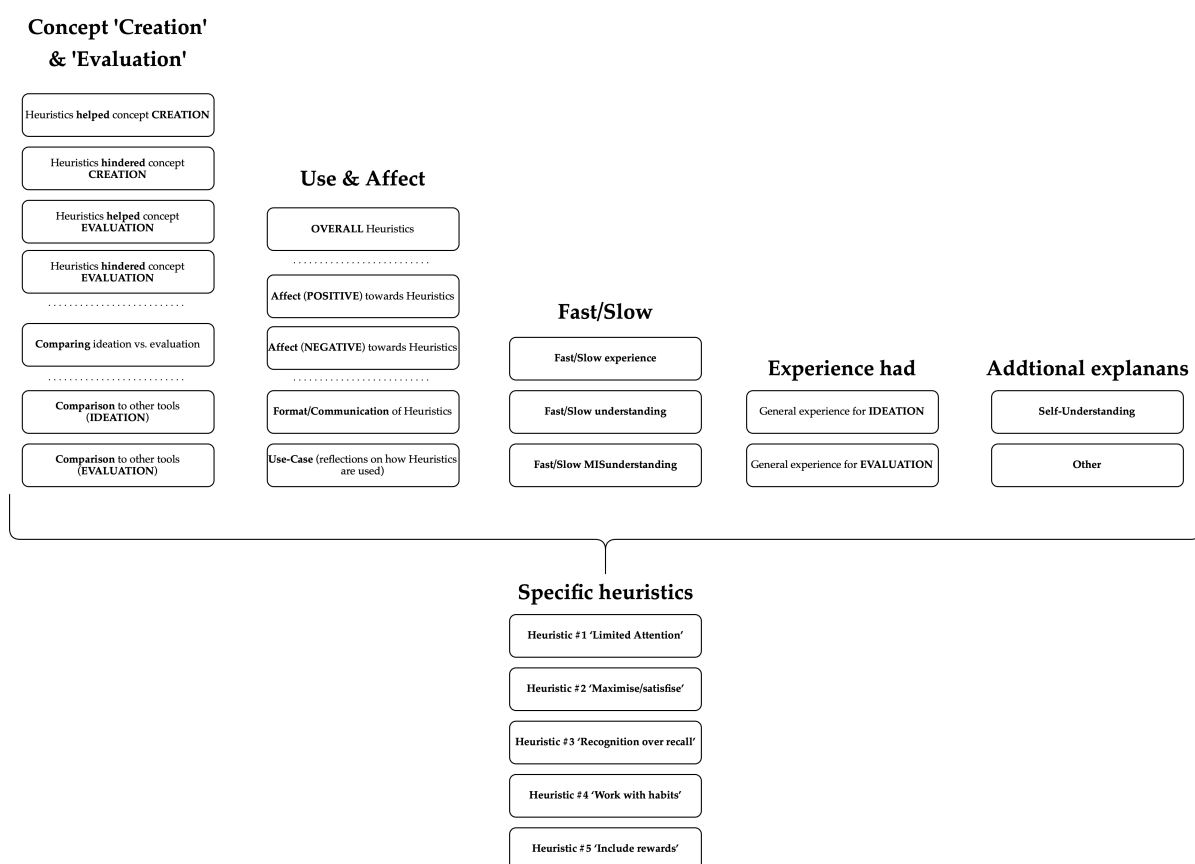 Concept 'Creation'
& 'Evaluation'
Heuristics helped concept CREATION
Heuristics hindered concept
CREATION
Heuristics helped concept
EVALUATION
Heuristics hindered concept
EVALUATION
Comparing ideation vs. evaluation
Comparison to other tools
(IDEATION)
Comparison to other tools
(EVALUATION)
Use & Affect
OVERALL Heuristics
Affect (POSITIVE) towards Heuristics
Affect (NEGATIVE) towards Heuristics
Format/Communication of Heuristics
Use-Case (reflections on how Heuristics
are used)
Fast/Slow
Fast/Slow experience
Fast/Slow understanding
Fast/Slow MISunderstanding
Experience had
General experience for IDEATION
General experience for EVALUATION
Addtional explanans
Self-Understanding
Other
Specific heuristics
Heuristic #1 ‘Limited Attention’
Heuristic #2 ‘Maximise/satisfise’
Heuristic #3 ‘Recognition over recall’
Heuristic #4 ‘Work with habits’
Heuristic #5 ‘Include rewards’